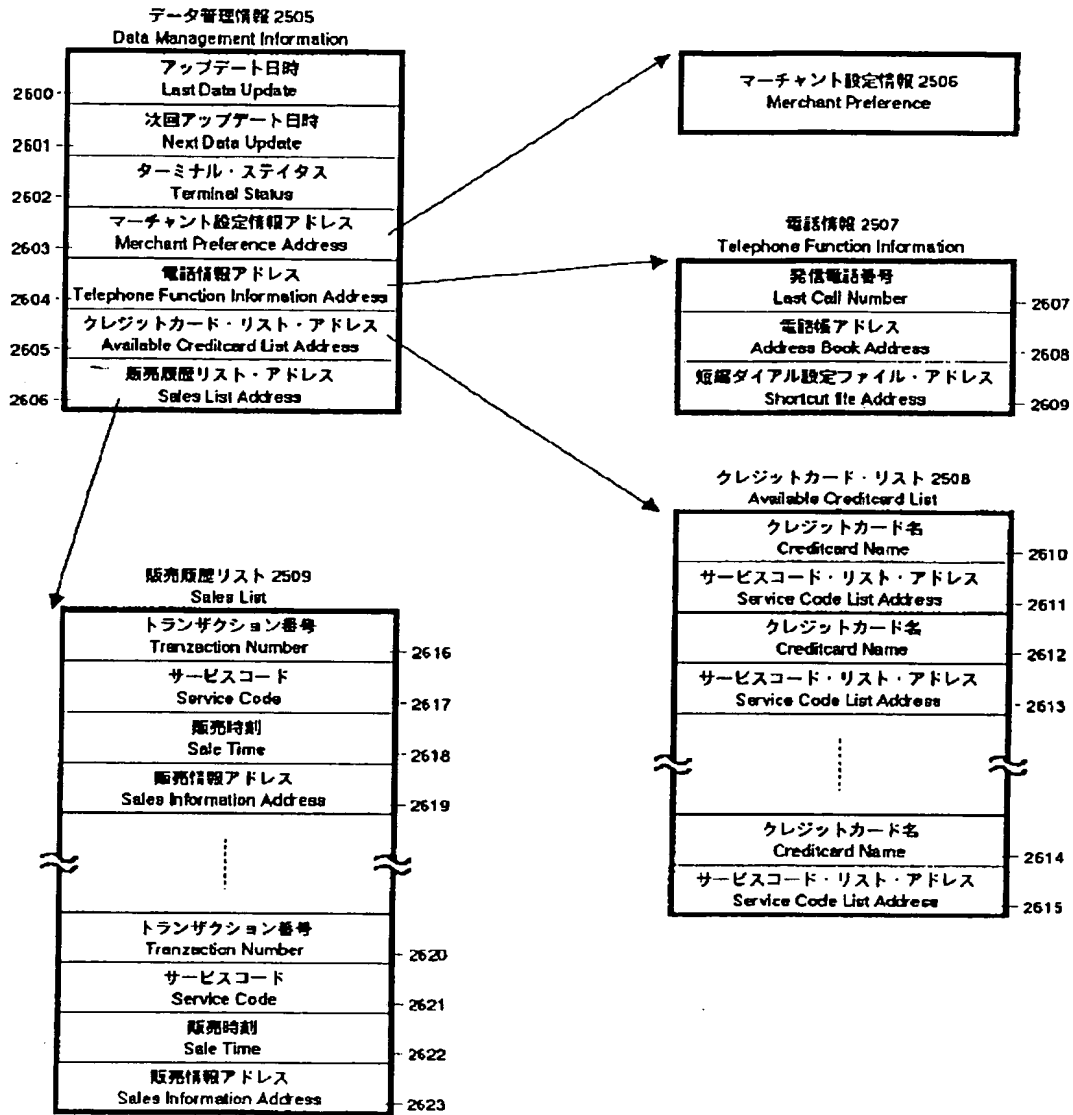 データ管理情報 2505
Data Management Information
アップデート日時
Last Data Update
2600
次回アップデート日時
Next Data Update
2601
ターミナル・ステイタス
Terminal Status
2602
マーチャント設定情報アドレス
Merchant Preference Address
2603
電話情報アドレス
Telephone Function Information Address
2604
クレジットカード・リスト・アドレス
Available Creditcard List Address
2605
販売履歴リスト・アドレス
Sales List Address
2606
マーチャント設定情報 2506
Merchant Preference
電話情報 2507
Telephone Function Information
発信電話番号
Last Call Number
2607
電話帳アドレス
Address Book Address
2608
短縮ダイアル設定ファイル・アドレス
Shortcut file Address
2609
クレジットカード・リスト 2508
Available Creditcard List
クレジットカード名
Creditcard Name
2610
サービスコード・リスト・アドレス
Service Code List Address
2611
クレジットカード名
Creditcard Name
2612
サービスコード・リスト・アドレス
Service Code List Address
2613
クレジットカード名
Creditcard Name
2614
サービスコード・リスト・アドレス
Service Code List Address
2615
販売履歴リスト 2509
Sales List
トランザクション番号
Tranzaction Number
2616
サービスコード
Service Code
2617
販売時刻
Sale Time
2618
販売情報アドレス
Sales Information Address
2619
トランザクション番号
Tranzaction Number
2620
サービスコード
Service Code
2621
販売時刻
Sale Time
2622
販売情報アドレス
Sales Information Address
2623